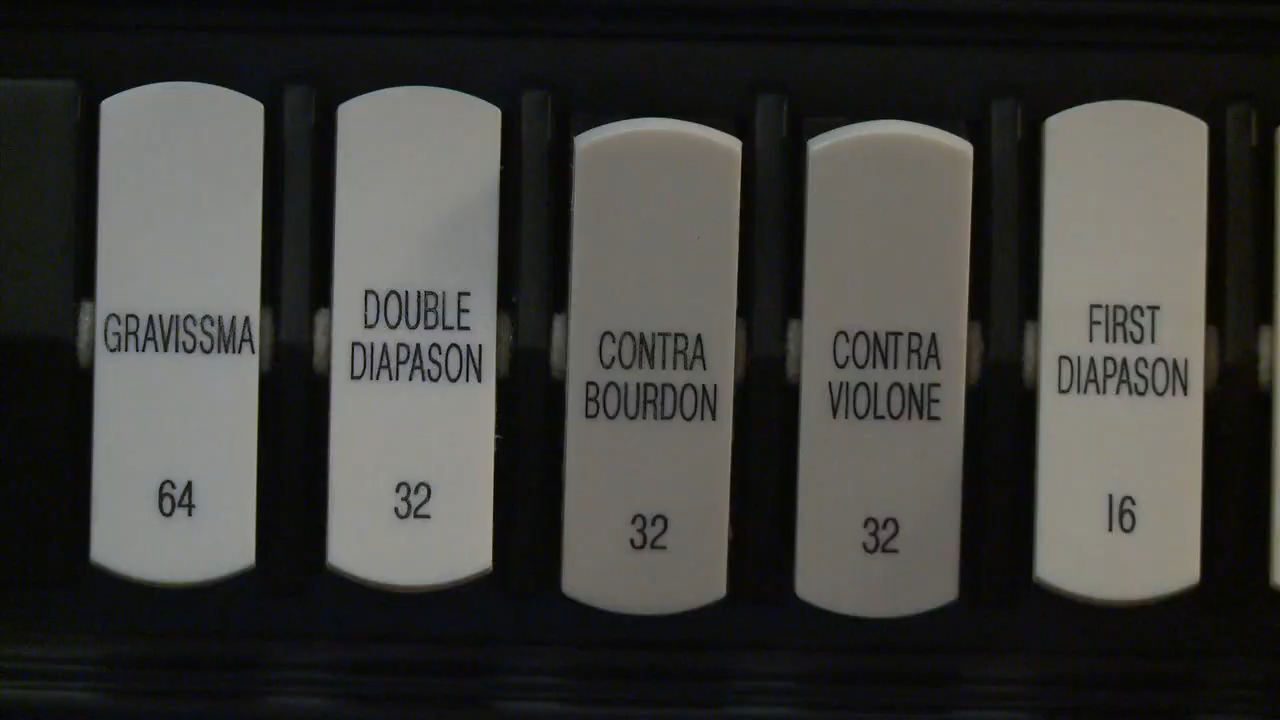 GRAVISSMA
64
DOUBLE
DIAPASON
32
CONTRA
BOURDON
32
CONTRA
VIOLONE
32
FIRST
DIAPASON
16